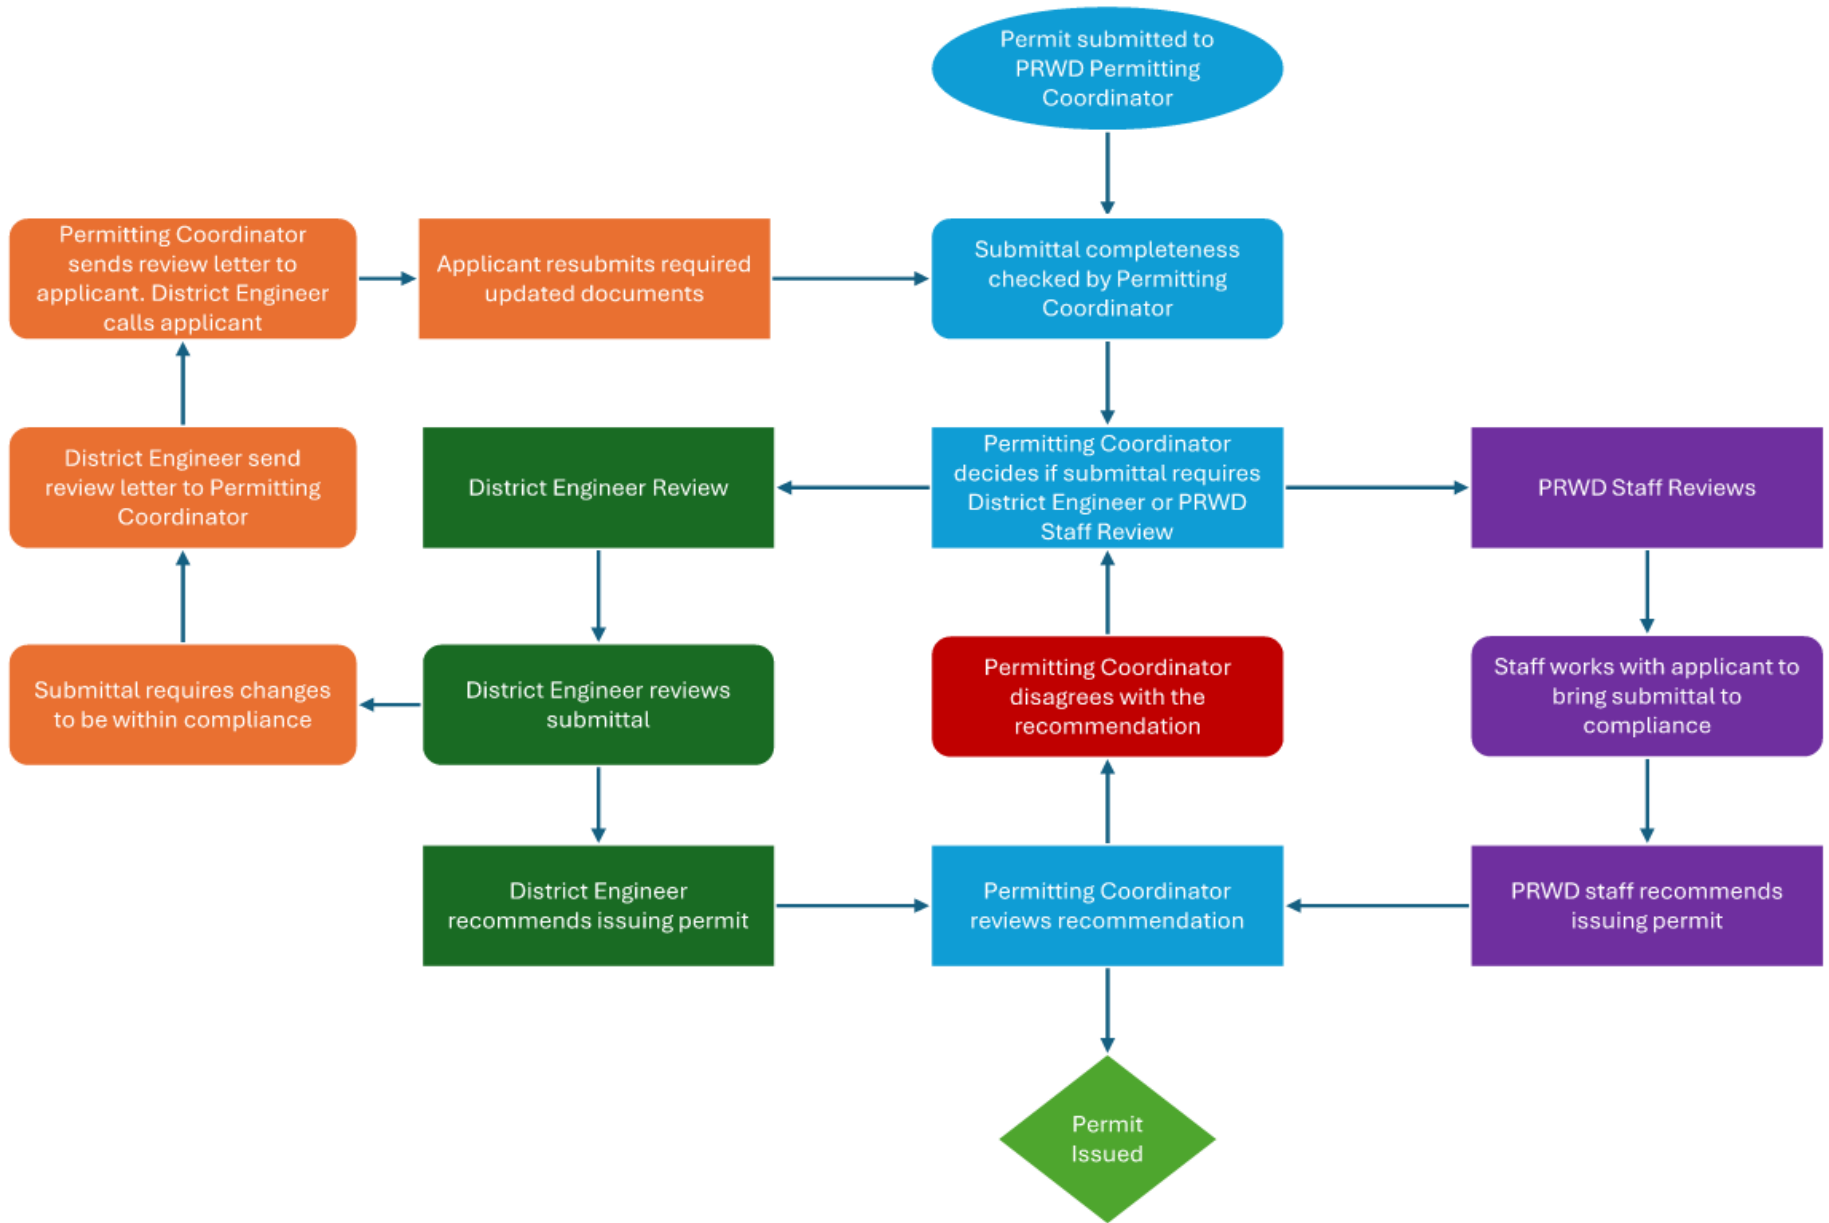 Permit submitted to
PRWD Permitting
Coordinator
Permitting Coordinator
sends review letter to
applicant. District Engineer
calls applicant
Applicant resubmits required
updated documents
Submittal completeness
checked by Permitting
Coordinator
District Engineer send
review letter to Permitting
Coordinator
District Engineer Review
Permitting Coordinator
decides if submittal requires
District Engineer or PRWD
Staff Review
PRWD Staff Reviews
Submittal requires changes
to be within compliance
District Engineer reviews
submittal
Permitting Coordinator
disagrees with the
recommendation
Staff works with applicant to
bring submittal to
compliance
District Engineer
recommends issuing permit
Permitting Coordinator
reviews recommendation
PRWD staff recommends
issuing permit
Permit
Issued